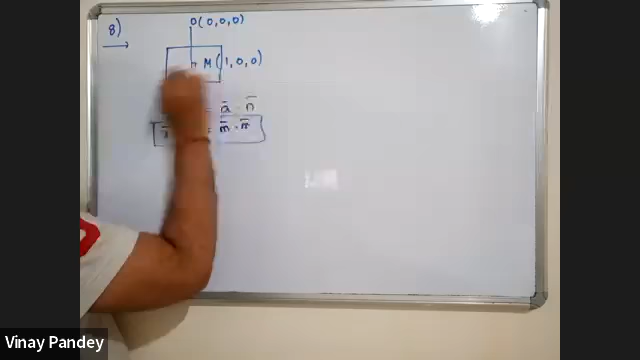 8)
O(0,0,0)
M(1,0,0)
= ā · n̄
= m̄ · m̄
Vinay Pandey